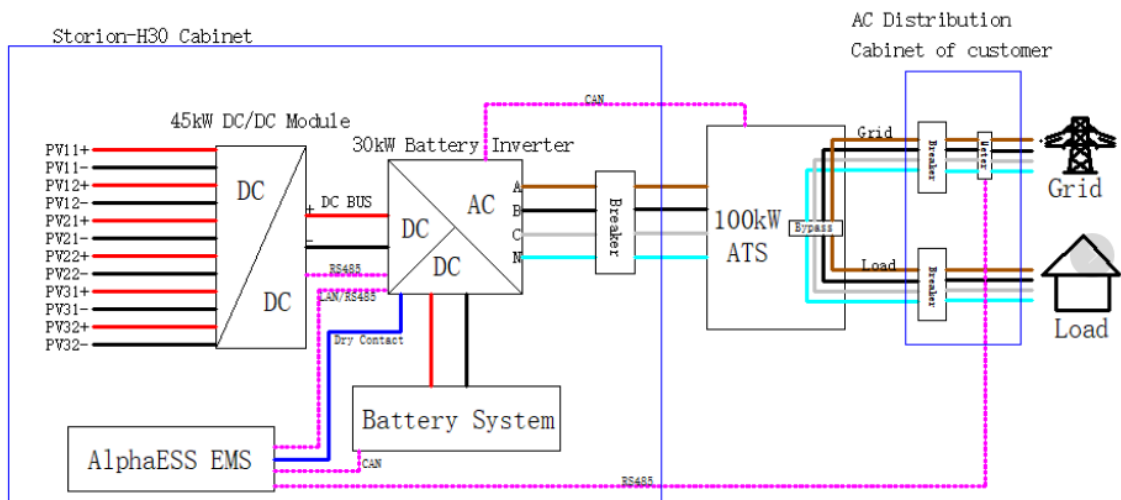 Storion-H30 Cabinet
AC Distribution
Cabinet of customer
45kW DC/DC Module
30kW Battery Inverter
CAN
PV11+
PV11-
PV12+
PV12-
PV21+
PV21-
PV22+
PV22-
PV31+
PV31-
PV32+
PV32-
DC
DC
DC BUS
+
-
RS485
LAN/RS485
Dry Contact
AC
DC
DC
A
B
C
N
Breaker
100kW
ATS
Bypass
Grid
Load
Breaker
Meter
Breaker
Grid
Load
Battery System
AlphaESS EMS
CAN
RS485